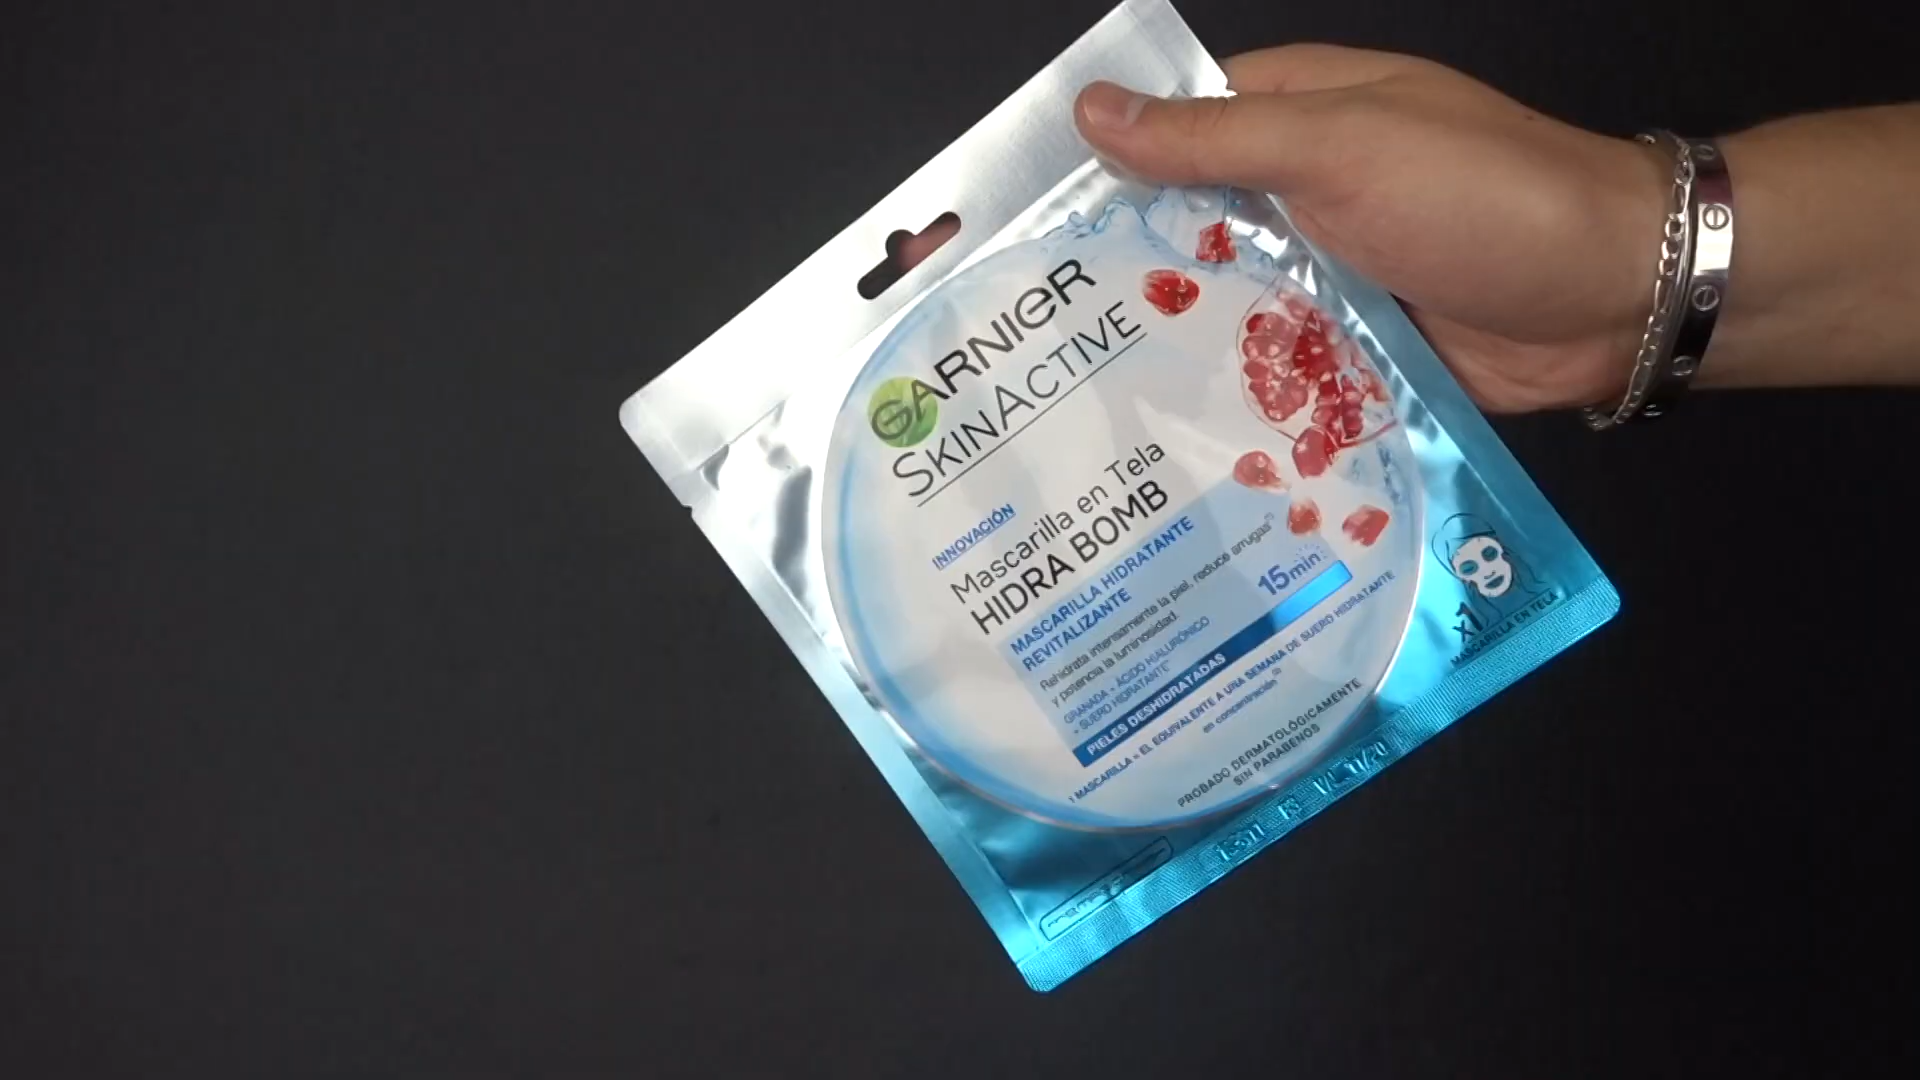 GARNIER
SKINACTIVE
INNOVACIÓN
Mascarilla en Tela
HIDRA BOMB
MASCARILLA HIDRATANTE
REVITALIZANTE
Rehidrata intensamente la piel, reduce arrugas(1)
y potencia la luminosidad.
GRANADA + ÁCIDO HIALURÓNICO
+ SUERO HIDRATANTE
15min
PIELES DESHIDRATADAS
1 MASCARILLA = EL EQUIVALENTE A UNA SEMANA DE SUERO HIDRATANTE
en concentración(2)
PROBADO DERMATOLÓGICAMENTE
SIN PARABENOS
x1
MASCARILLA EN TELA